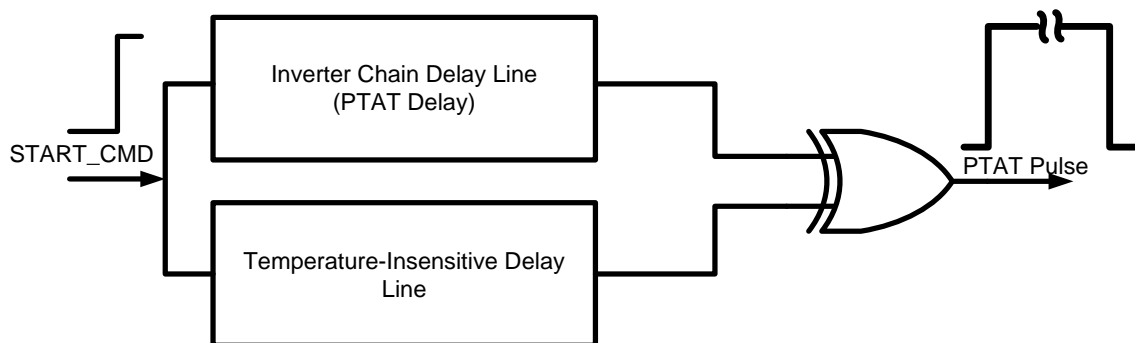 Inverter Chain Delay Line
(PTAT Delay)
START_CMD
PTAT Pulse
Temperature-Insensitive Delay
Line